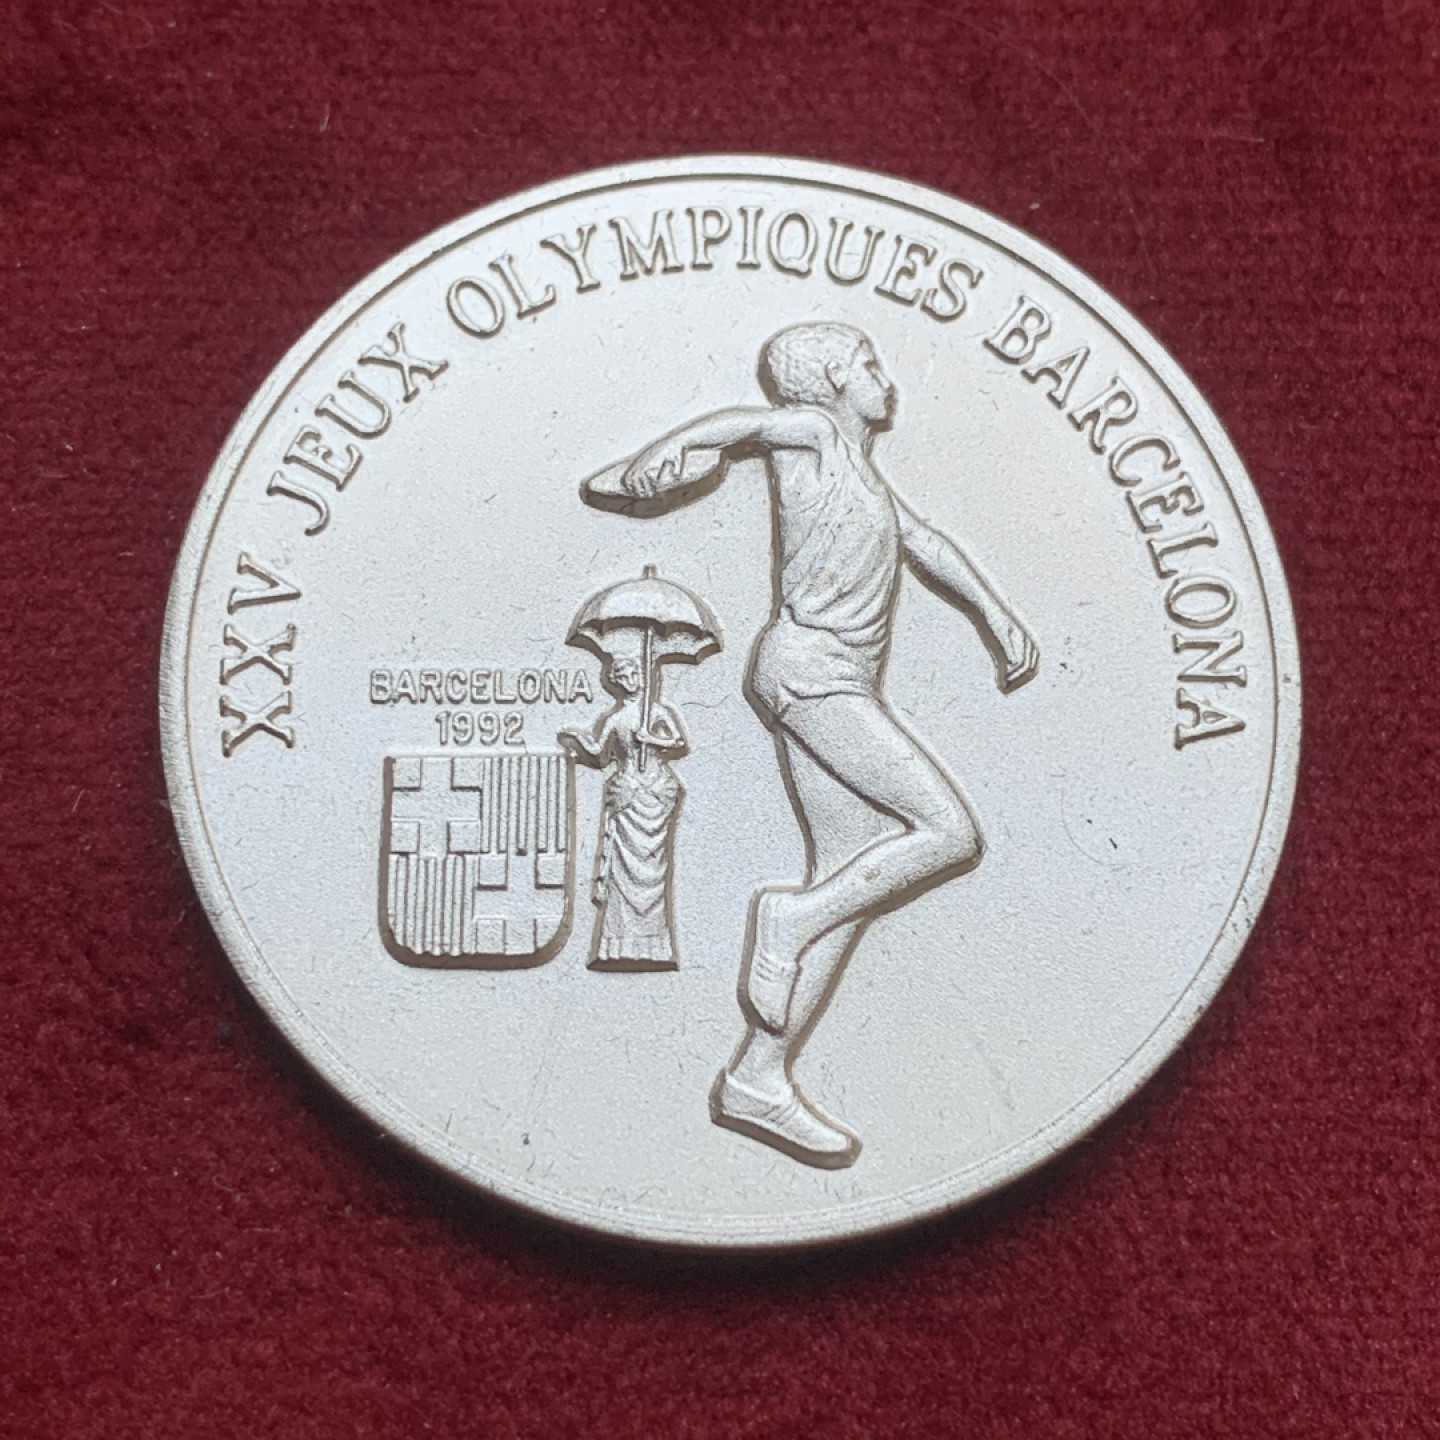 XXV JEUX OLYMPIQUES BARCELONA
BARCELONA
1992